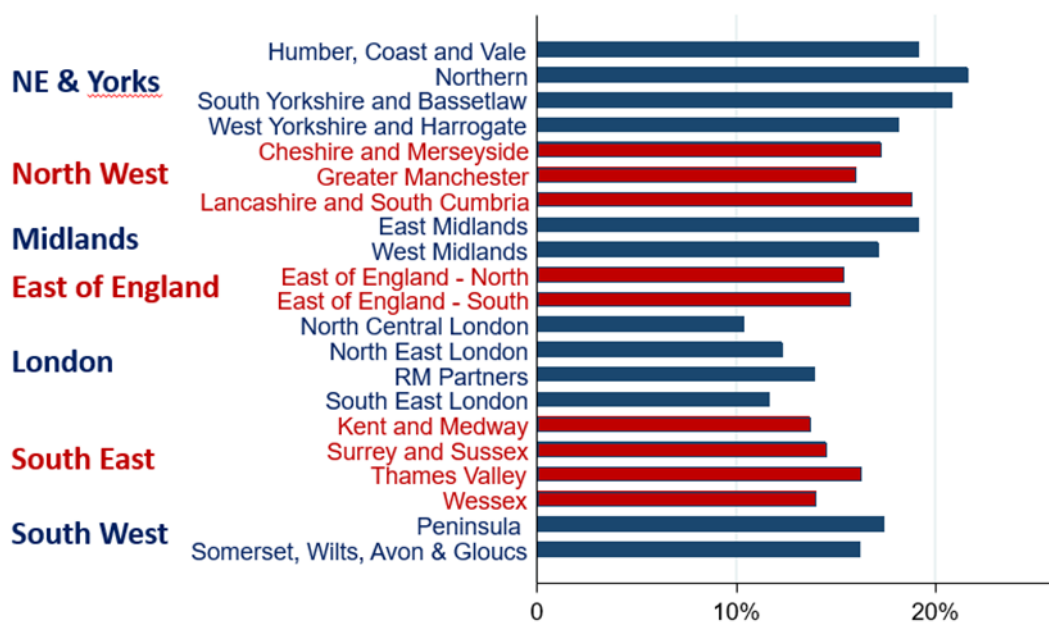 NE & Yorks
Humber, Coast and Vale
Northern
South Yorkshire and Bassetlaw
West Yorkshire and Harrogate
North West
Cheshire and Merseyside
Greater Manchester
Lancashire and South Cumbria
Midlands
East Midlands
West Midlands
East of England
East of England - North
East of England - South
London
North Central London
North East London
RM Partners
South East London
South East
Kent and Medway
Surrey and Sussex
Thames Valley
Wessex
South West
Peninsula
Somerset, Wilts, Avon & Gloucs
0 10% 20%